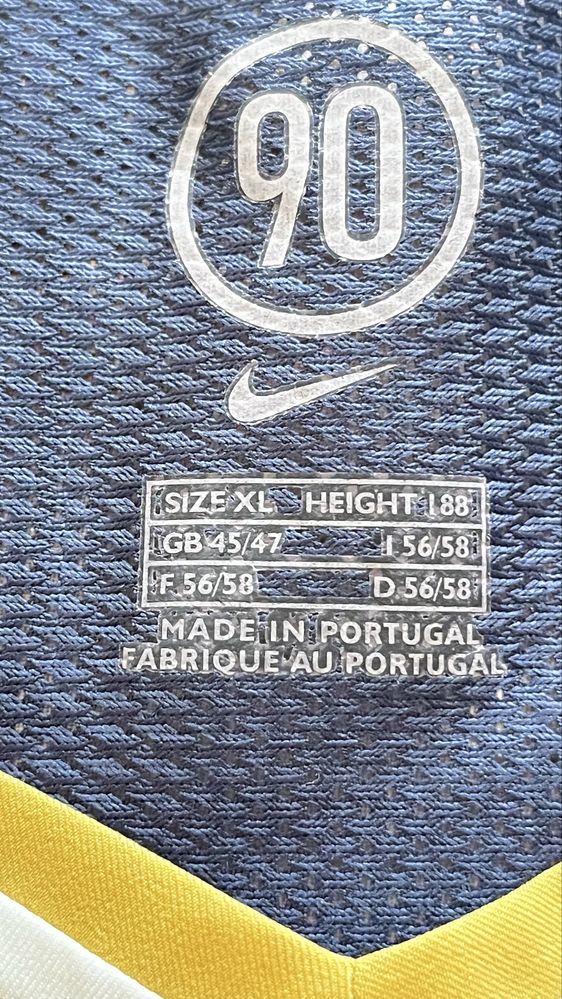 90
SIZE XL HEIGHT 188
GB 45/47 I 56/58
F 56/58 D 56/58
MADE IN PORTUGAL
FABRIQUE AU PORTUGAL